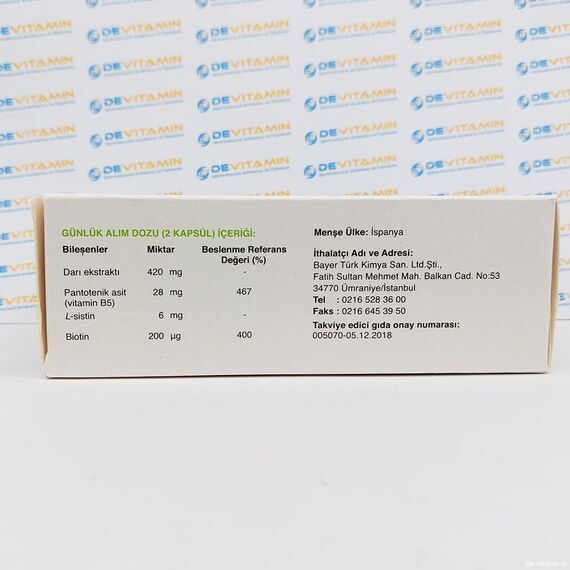 DEVITAMIN
GÜNLÜK ALIM DOZU (2 KAPSÜL) İÇERİĞİ:
Bileşenler Miktar Beslenme Referans Değeri (%)
Darı ekstraktı 420 mg -
Pantotenik asit (vitamin B5) 28 mg 467
L-sistin 6 mg -
Biotin 200 µg 400
Menşe Ülke: İspanya
İthalatçı Adı ve Adresi:
Bayer Türk Kimya San. Ltd.Şti.,
Fatih Sultan Mehmet Mah. Balkan Cad. No:53
34770 Ümraniye/İstanbul
Tel : 0216 528 36 00
Faks : 0216 645 39 50
Takviye edici gıda onay numarası:
005070-05.12.2018
De-Vitamin.ru